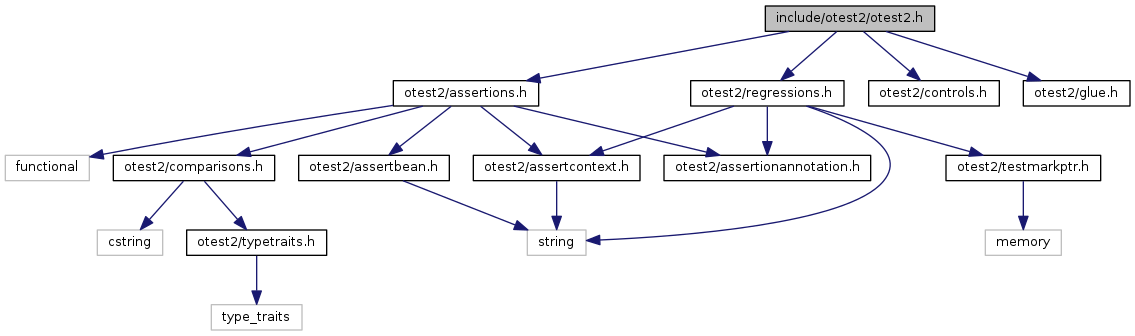 include/otest2/otest2.h
otest2/assertions.h
otest2/regressions.h
otest2/controls.h
otest2/glue.h
functional
otest2/comparisons.h
otest2/assertbean.h
otest2/assertcontext.h
otest2/assertionannotation.h
otest2/testmarkptr.h
cstring
otest2/typetraits.h
string
memory
type_traits